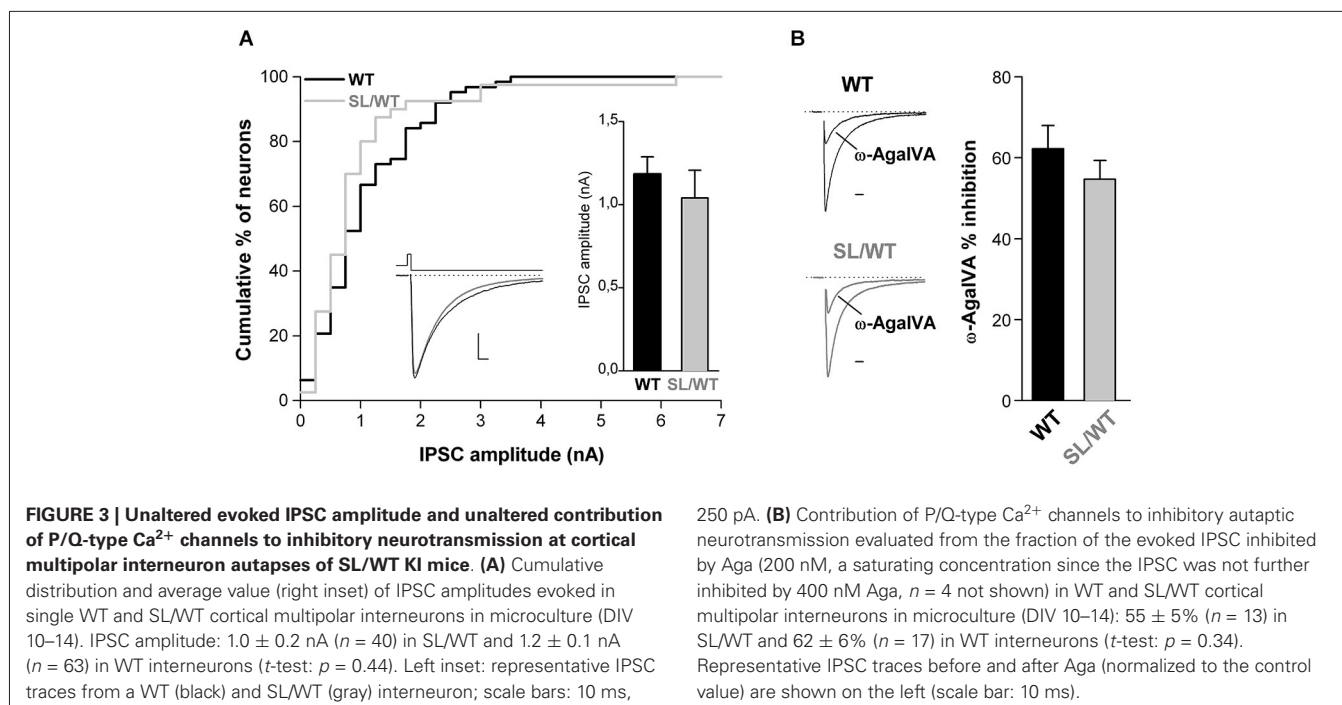 A
WT
SL/WT
Cumulative % of neurons
100
80
60
40
20
0
0 1 2 3 4 5 6 7
IPSC amplitude (nA)
IPSC amplitude (nA)
1,5
1,0
0,5
0,0
WT SL/WT
B
WT
ω-AgaIVA
SL/WT
ω-AgaIVA
ω-AgaIVA % inhibition
80
60
40
20
0
WT
SL/WT
FIGURE 3 | Unaltered evoked IPSC amplitude and unaltered contribution
of P/Q-type Ca²⁺ channels to inhibitory neurotransmission at cortical
multipolar interneuron autapses of SL/WT KI mice. (A) Cumulative
distribution and average value (right inset) of IPSC amplitudes evoked in
single WT and SL/WT cortical multipolar interneurons in microculture (DIV
10–14). IPSC amplitude: 1.0 ± 0.2 nA (n = 40) in SL/WT and 1.2 ± 0.1 nA
(n = 63) in WT interneurons (t-test: p = 0.44). Left inset: representative IPSC
traces from a WT (black) and SL/WT (gray) interneuron; scale bars: 10 ms,
250 pA. (B) Contribution of P/Q-type Ca²⁺ channels to inhibitory autaptic
neurotransmission evaluated from the fraction of the evoked IPSC inhibited
by Aga (200 nM, a saturating concentration since the IPSC was not further
inhibited by 400 nM Aga, n = 4 not shown) in WT and SL/WT cortical
multipolar interneurons in microculture (DIV 10–14): 55 ± 5% (n = 13) in
SL/WT and 62 ± 6% (n = 17) in WT interneurons (t-test: p = 0.34).
Representative IPSC traces before and after Aga (normalized to the control
value) are shown on the left (scale bar: 10 ms).